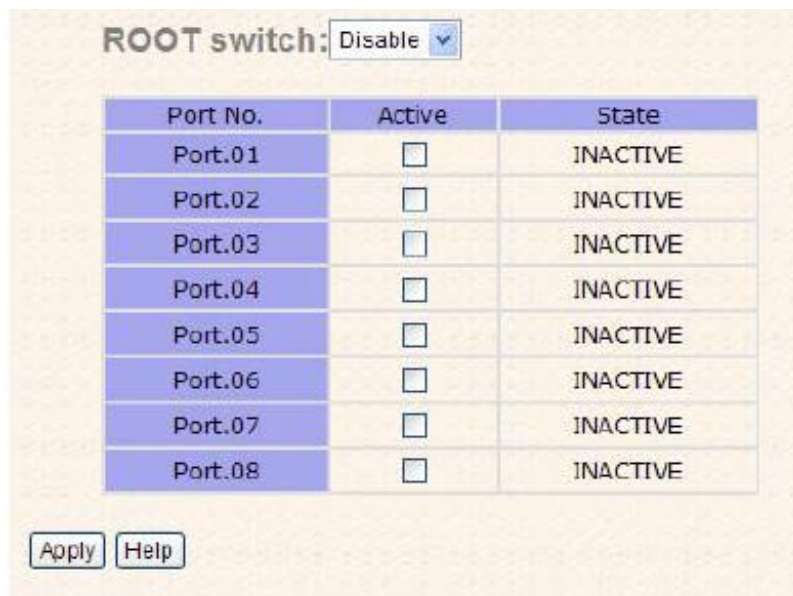 ROOT switch: Disable
Port No. Active State
Port.01 INACTIVE
Port.02 INACTIVE
Port.03 INACTIVE
Port.04 INACTIVE
Port.05 INACTIVE
Port.06 INACTIVE
Port.07 INACTIVE
Port.08 INACTIVE
Apply Help